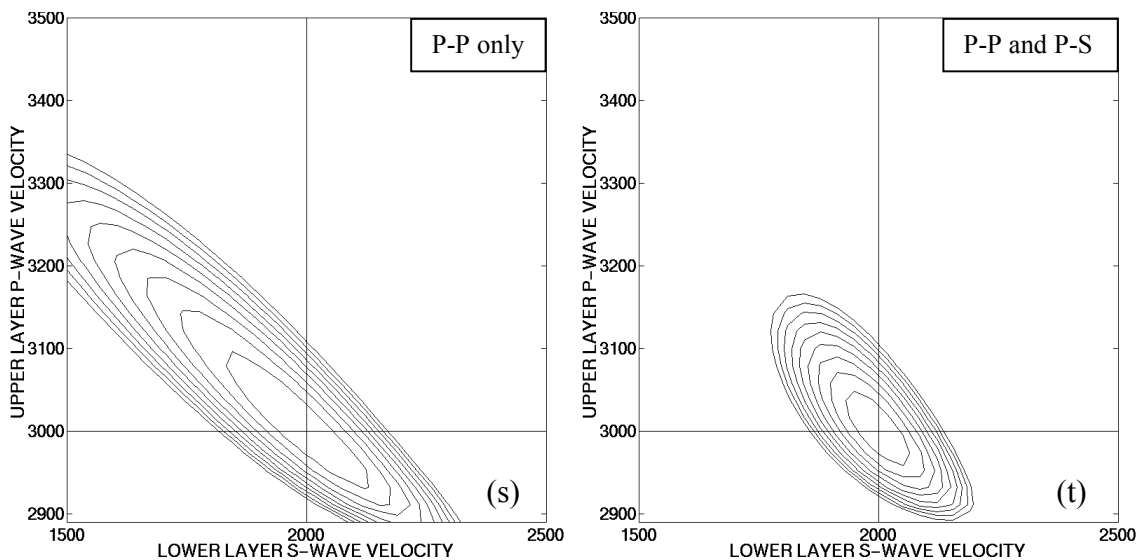 3500
3400
3300
3200
3100
3000
2900
1500
2000
2500
UPPER LAYER P-WAVE VELOCITY
LOWER LAYER S-WAVE VELOCITY
P-P only
(s)
3500
3400
3300
3200
3100
3000
2900
1500
2000
2500
UPPER LAYER P-WAVE VELOCITY
LOWER LAYER S-WAVE VELOCITY
P-P and P-S
(t)